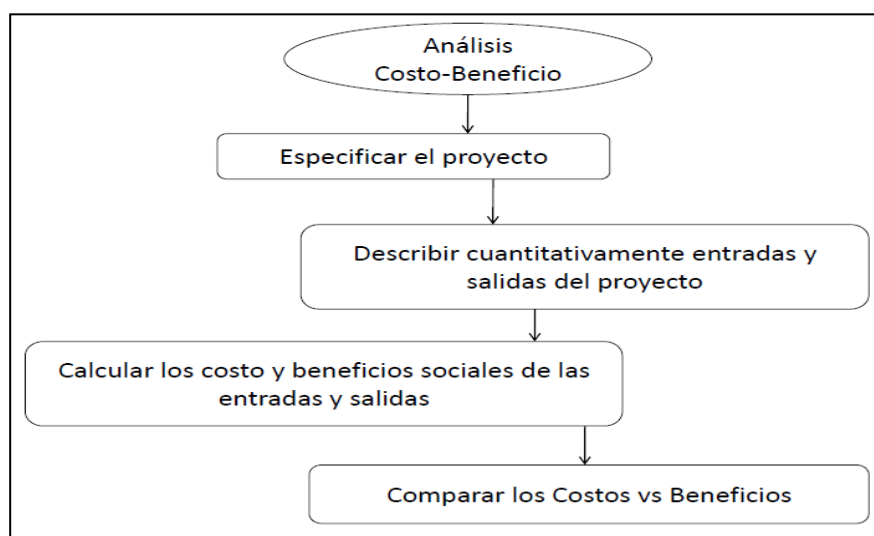 Análisis
Costo-Beneficio
Especificar el proyecto
Describir cuantitativamente entradas y
salidas del proyecto
Calcular los costo y beneficios sociales de las
entradas y salidas
Comparar los Costos vs Beneficios